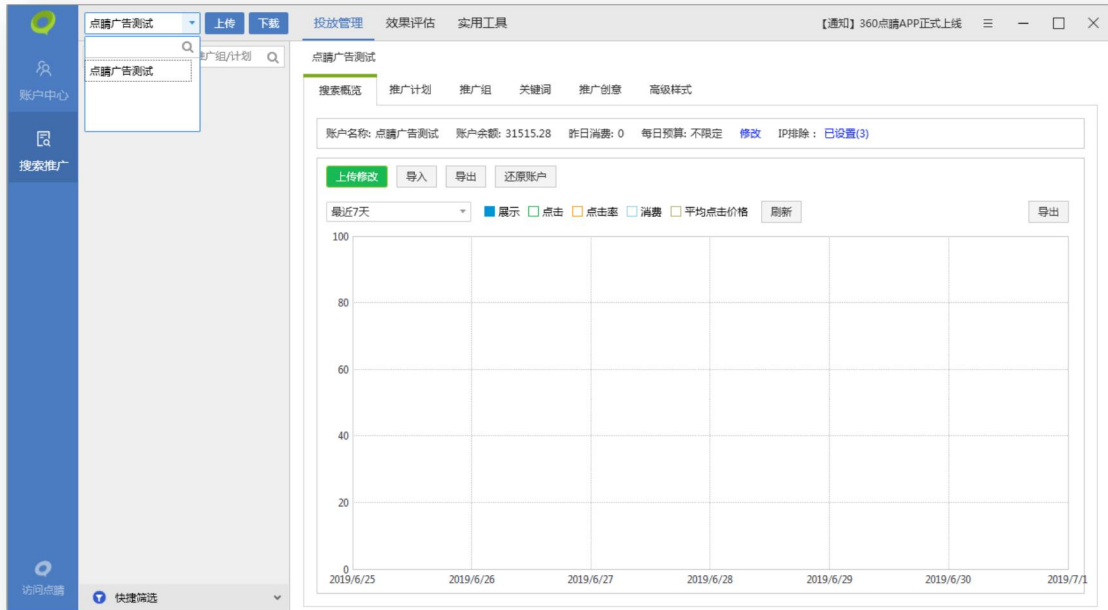 点睛广告测试 上传 下载 投放管理 效果评估 实用工具 【通知】360点睛APP正式上线
广组/计划
点睛广告测试
账户中心
搜索推广
访问点睛
快捷筛选
点睛广告测试
搜索概览 推广计划 推广组 关键词 推广创意 高级样式
账户名称: 点睛广告测试 账户余额: 31515.28 昨日消费: 0 每日预算: 不限定 修改 IP排除： 已设置(3)
上传修改 导入 导出 还原账户
最近7天 展示 点击 点击率 消费 平均点击价格 刷新 导出
100
80
60
40
20
0
2019/6/25 2019/6/26 2019/6/27 2019/6/28 2019/6/29 2019/6/30 2019/7/1